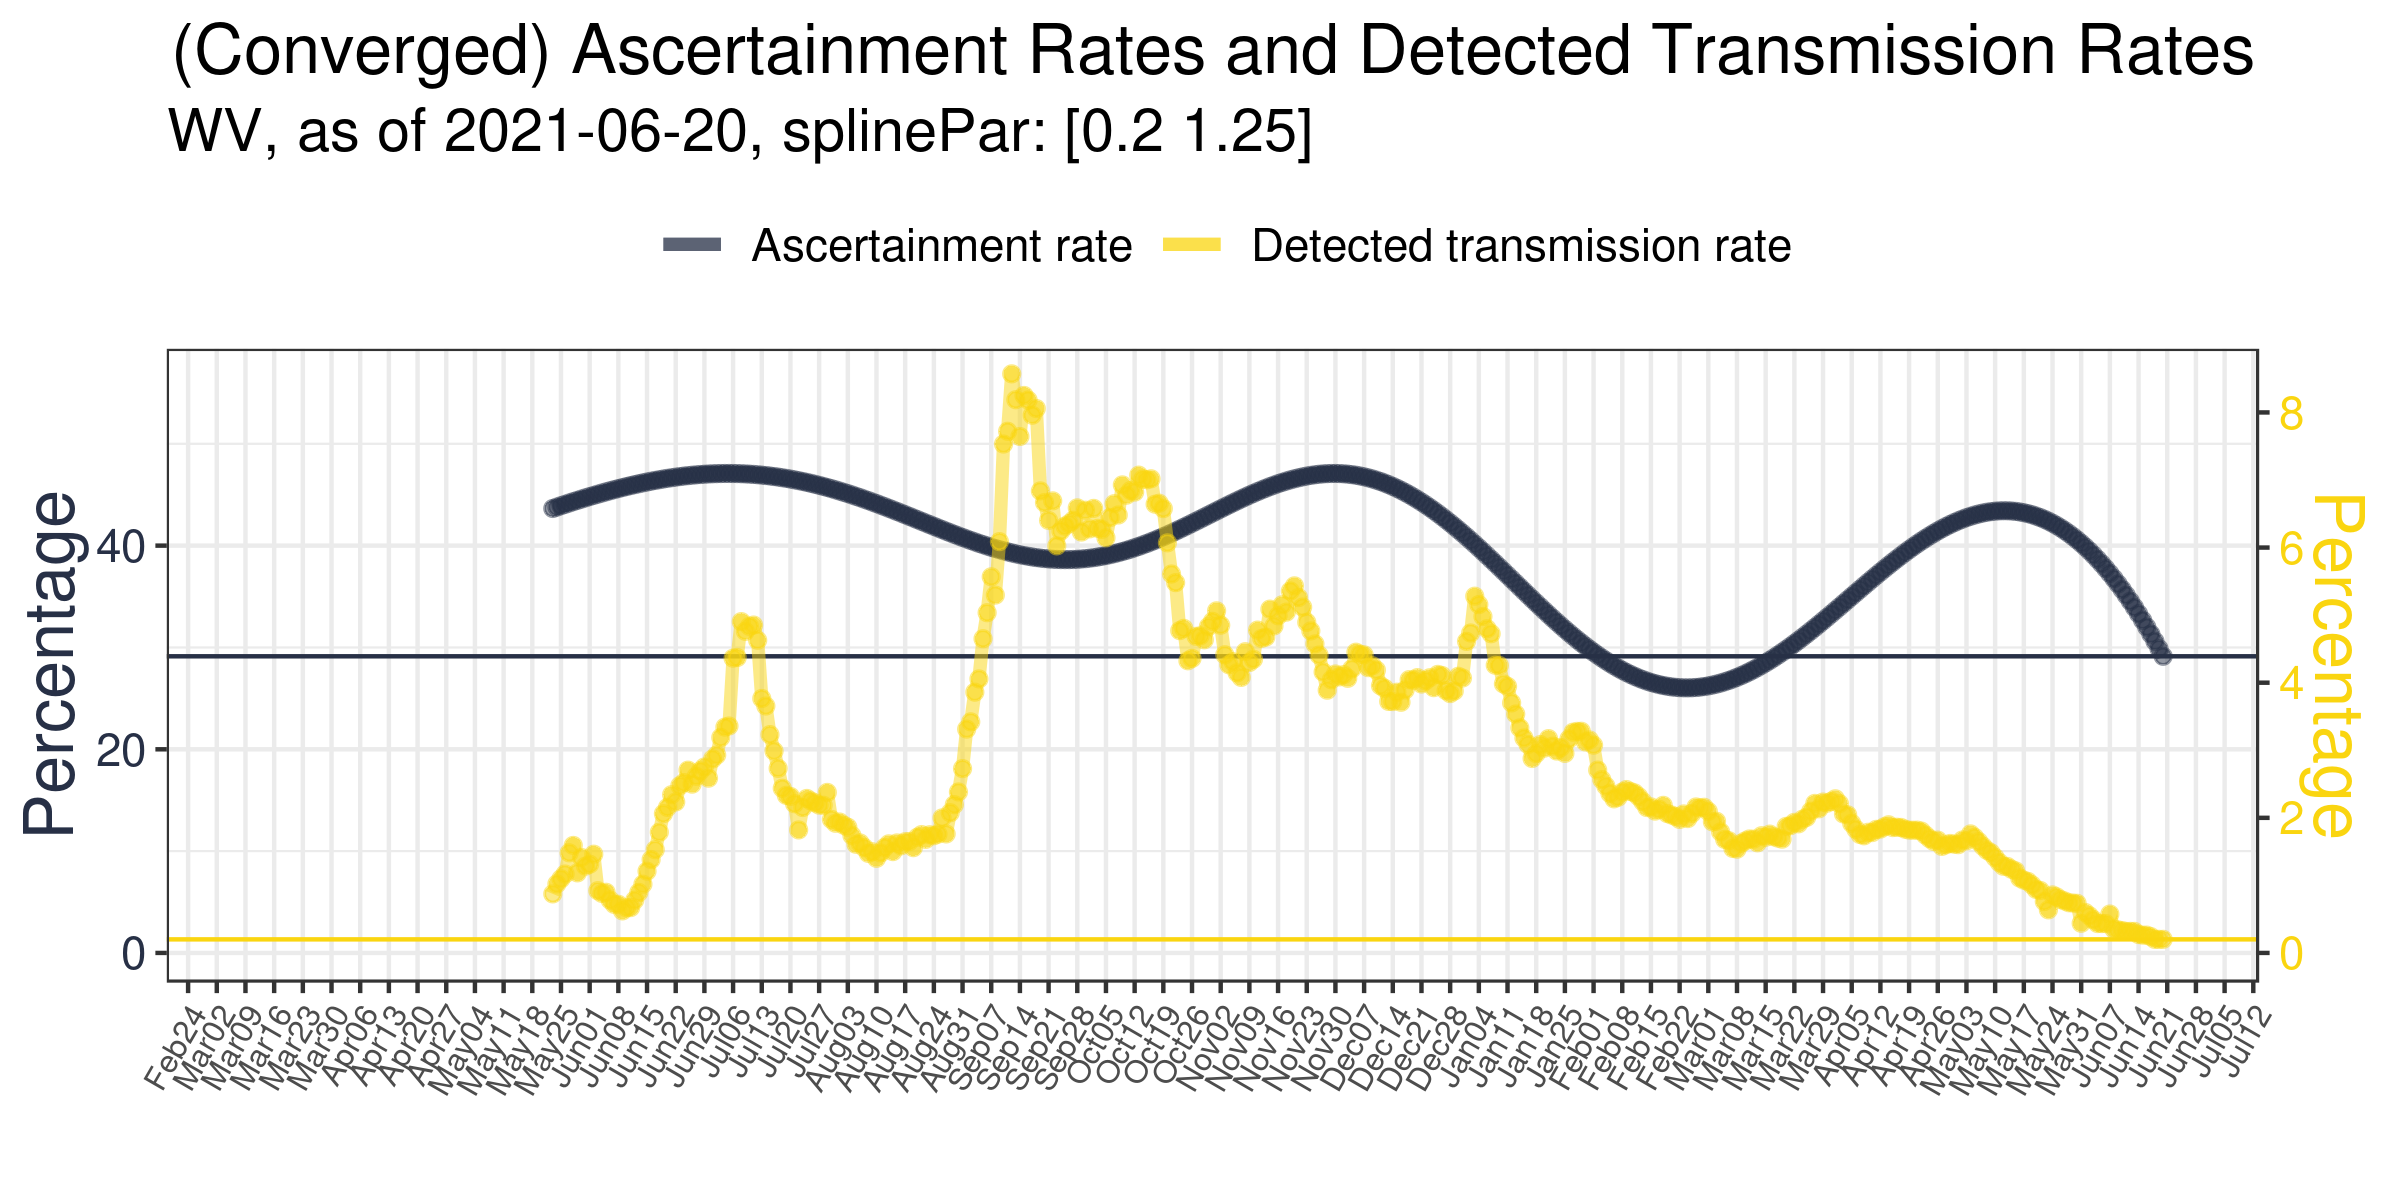 (Converged) Ascertainment Rates and Detected Transmission Rates
WV, as of 2021-06-20, splinePar: [0.2 1.25]
Ascertainment rate
Detected transmission rate
Percentage
40
20
0
8
6
4
2
0
Percentage
Feb24
Mar02
Mar09
Mar16
Mar23
Mar30
Apr06
Apr13
Apr20
Apr27
May04
May11
May18
May25
Jun01
Jun08
Jun15
Jun22
Jun29
Jul06
Jul13
Jul20
Jul27
Aug03
Aug10
Aug17
Aug24
Aug31
Sep07
Sep14
Sep21
Sep28
Oct05
Oct12
Oct19
Oct26
Nov02
Nov09
Nov16
Nov23
Nov30
Dec07
Dec14
Dec21
Dec28
Dec04
Jan11
Jan18
Jan25
Feb01
Feb08
Feb15
Feb22
Mar01
Mar08
Mar15
Mar22
Mar29
Apr05
Apr12
Apr19
Apr26
May03
May10
May17
May24
May31
Jun07
Jun14
Jun21
Jun28
Jul05
Jul12